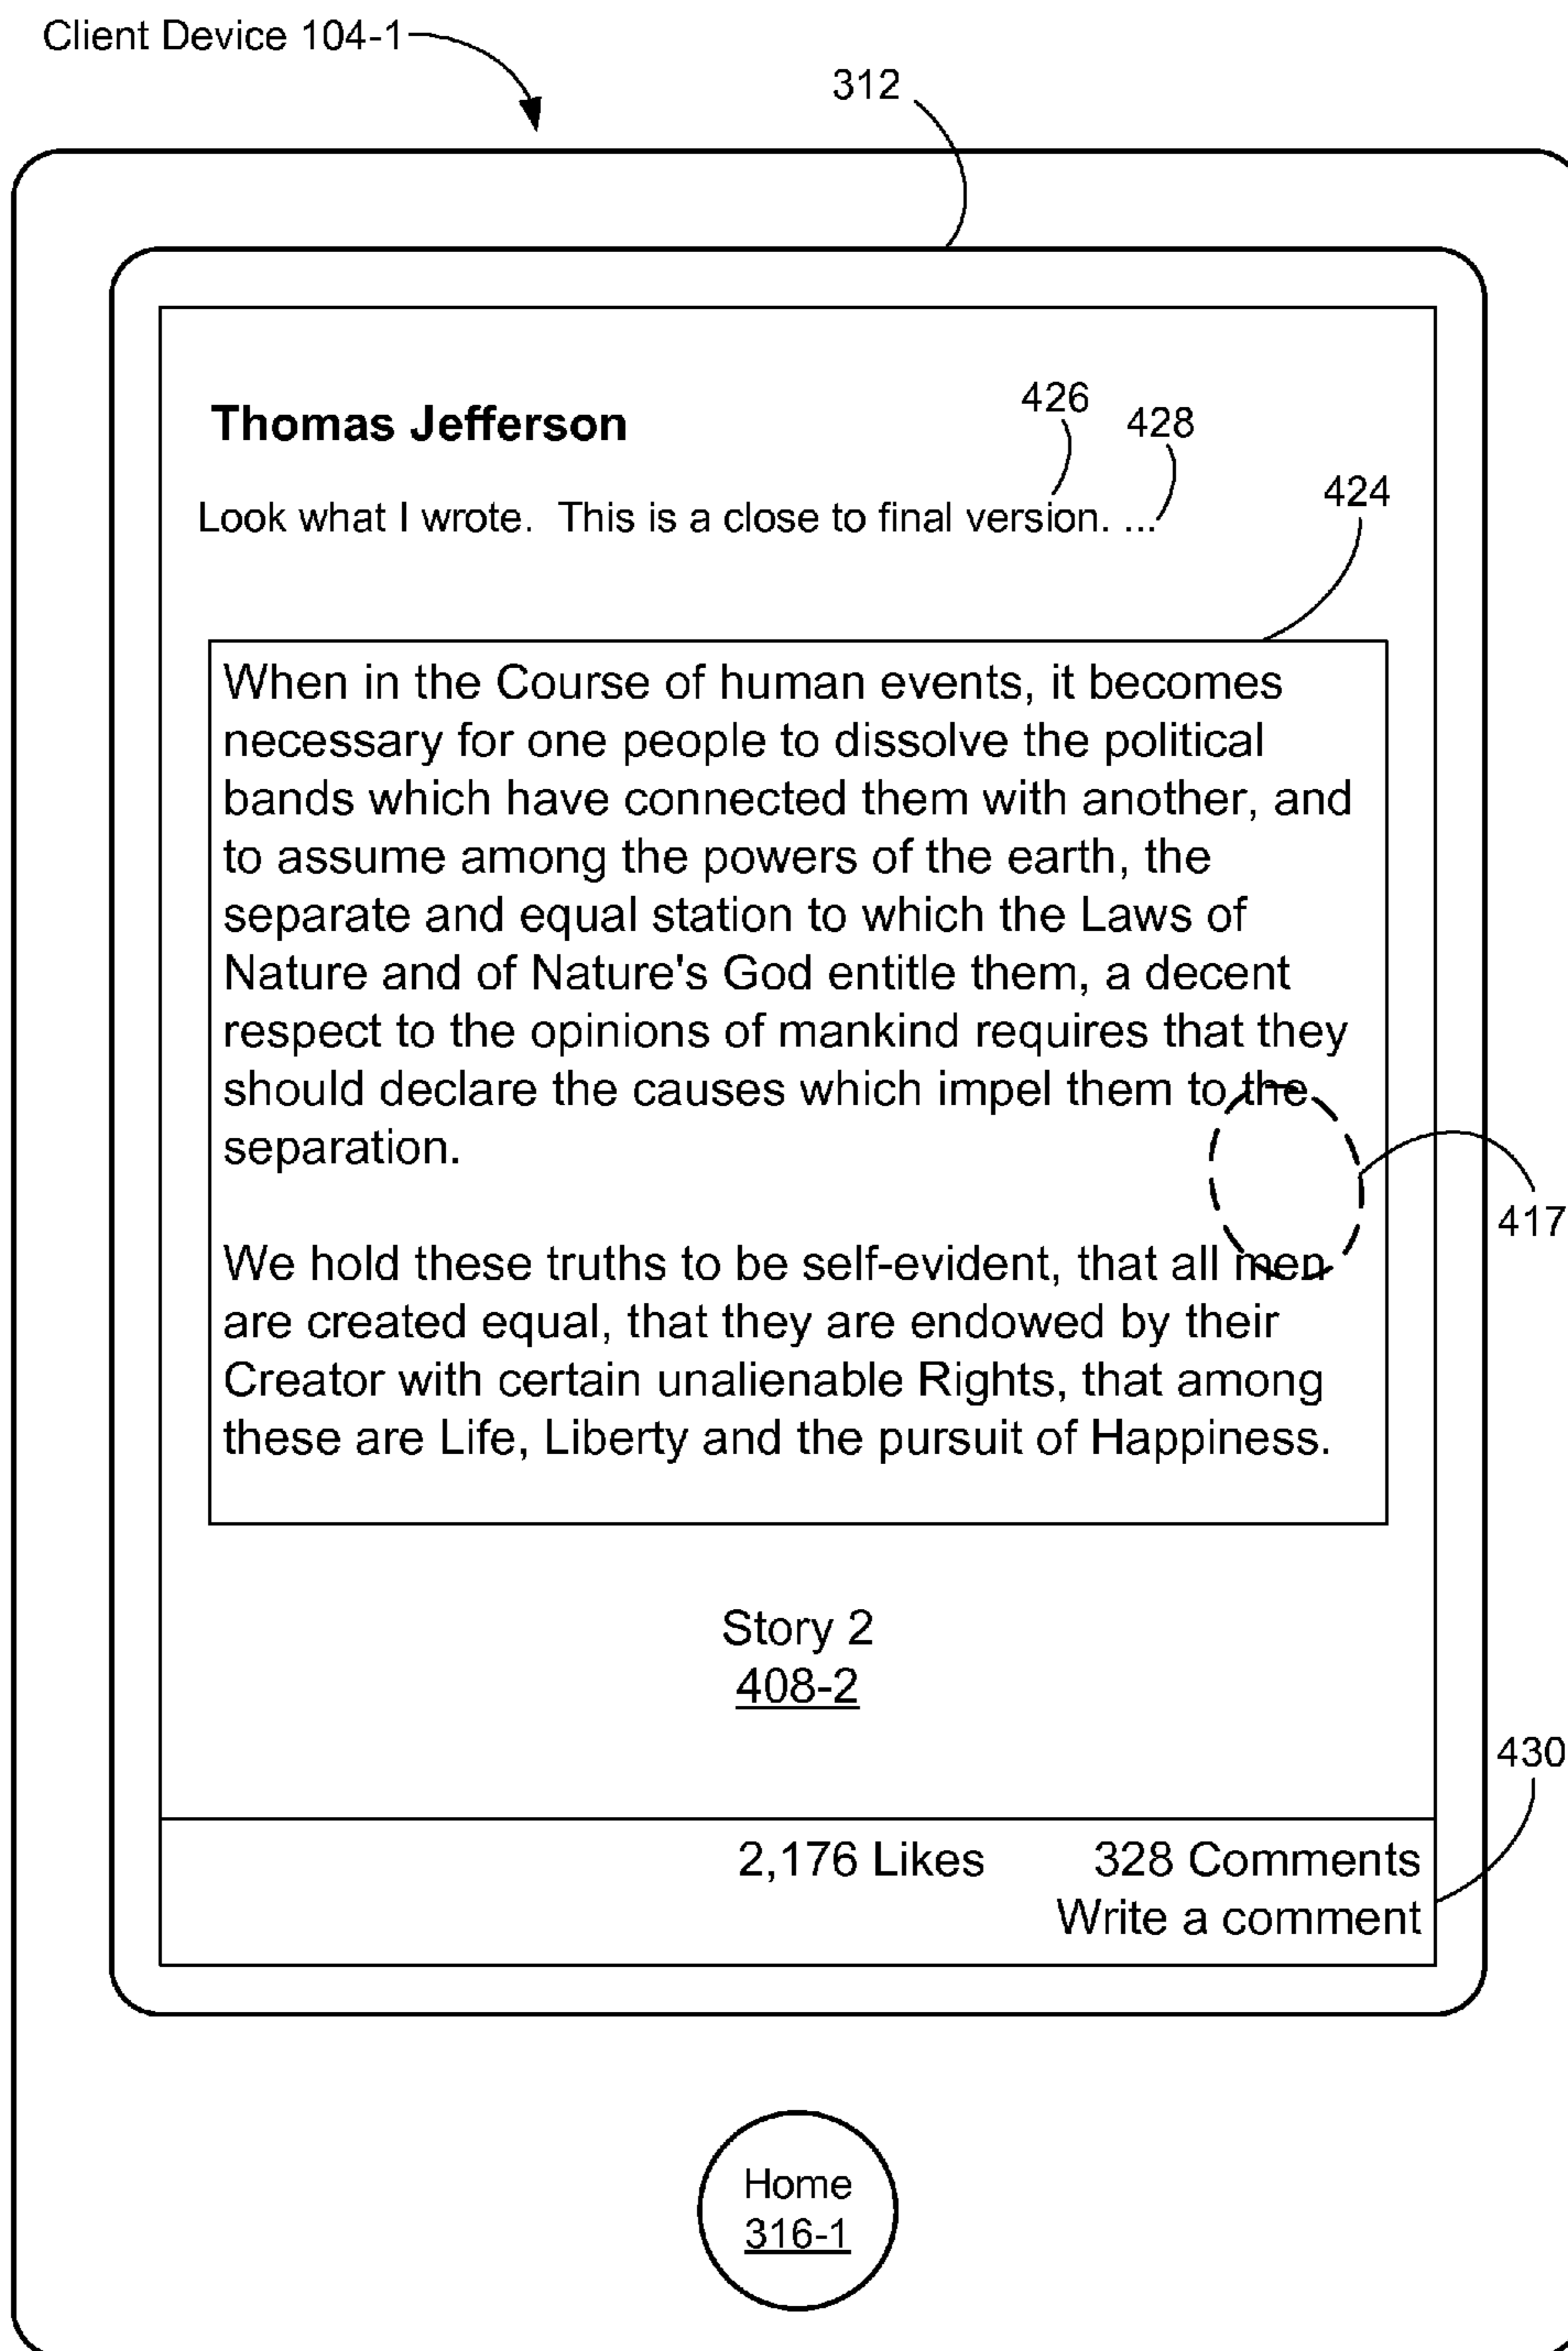 Client Device 104-1
312
Thomas Jefferson
426
428
Look what I wrote.  This is a close to final version. ...
424
When in the Course of human events, it becomes
necessary for one people to dissolve the political
bands which have connected them with another, and
to assume among the powers of the earth, the
separate and equal station to which the Laws of
Nature and of Nature's God entitle them, a decent
respect to the opinions of mankind requires that they
should declare the causes which impel them to the
separation.
417
We hold these truths to be self-evident, that all men
are created equal, that they are endowed by their
Creator with certain unalienable Rights, that among
these are Life, Liberty and the pursuit of Happiness.
Story 2
408-2
430
2,176 Likes 328 Comments
Write a comment
Home
316-1